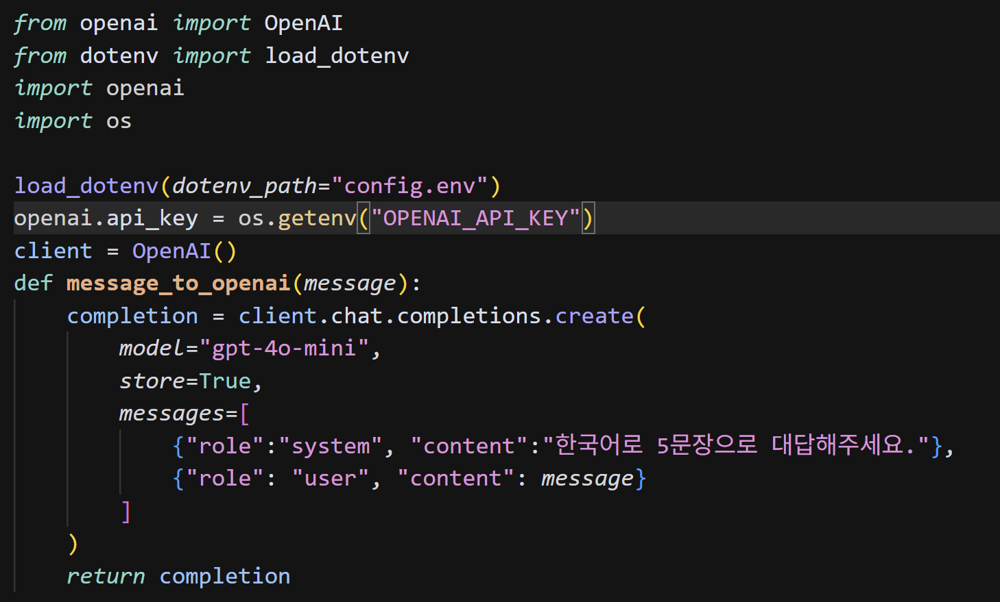 from openai import OpenAI
from dotenv import load_dotenv
import openai
import os

load_dotenv(dotenv_path="config.env")
openai.api_key = os.getenv("OPENAI_API_KEY")
client = OpenAI()
def message_to_openai(message):
    completion = client.chat.completions.create(
        model="gpt-4o-mini",
        store=True,
        messages=[
            {"role":"system", "content":"한국어로 5문장으로 대답해주세요."},
            {"role": "user", "content": message}
        ]
    )
    return completion